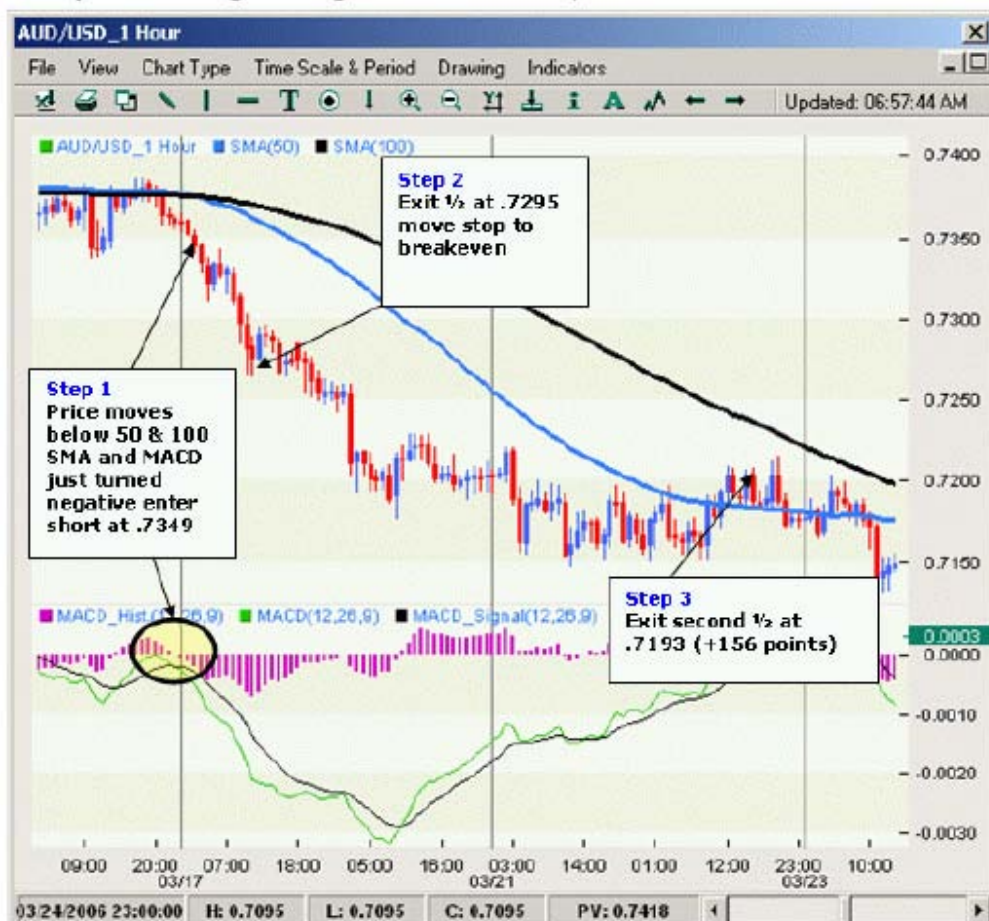 AUD/USD_1 Hour
File View Chart Type Time Scale & Period Drawing Indicators
T A Updated: 06:57:44 AM
AUD/USD_1 Hour SMA(50) SMA(100)
0.7400
0.7350
0.7300
0.7250
0.7200
0.7150
Step 2
Exit ½ at .7295
move stop to
breakeven
Step 1
Price moves
below 50 & 100
SMA and MACD
just turned
negative enter
short at .7349
Step 3
Exit second ½ at
.7193 (+156 points)
MACD_Hist(12,26,9) MACD(12,26,9) MACD_Signal(12,26,9)
0.0003
0.0000
-0.0010
-0.0020
-0.0030
09:00 20:00 07:00 18:00 05:00 16:00 03:00 14:00 01:00 12:00 23:00 10:00
03/17 03/21 03/23
03/24/2006 23:00:00 H: 0.7095 L: 0.7095 C: 0.7095 PV: 0.7418